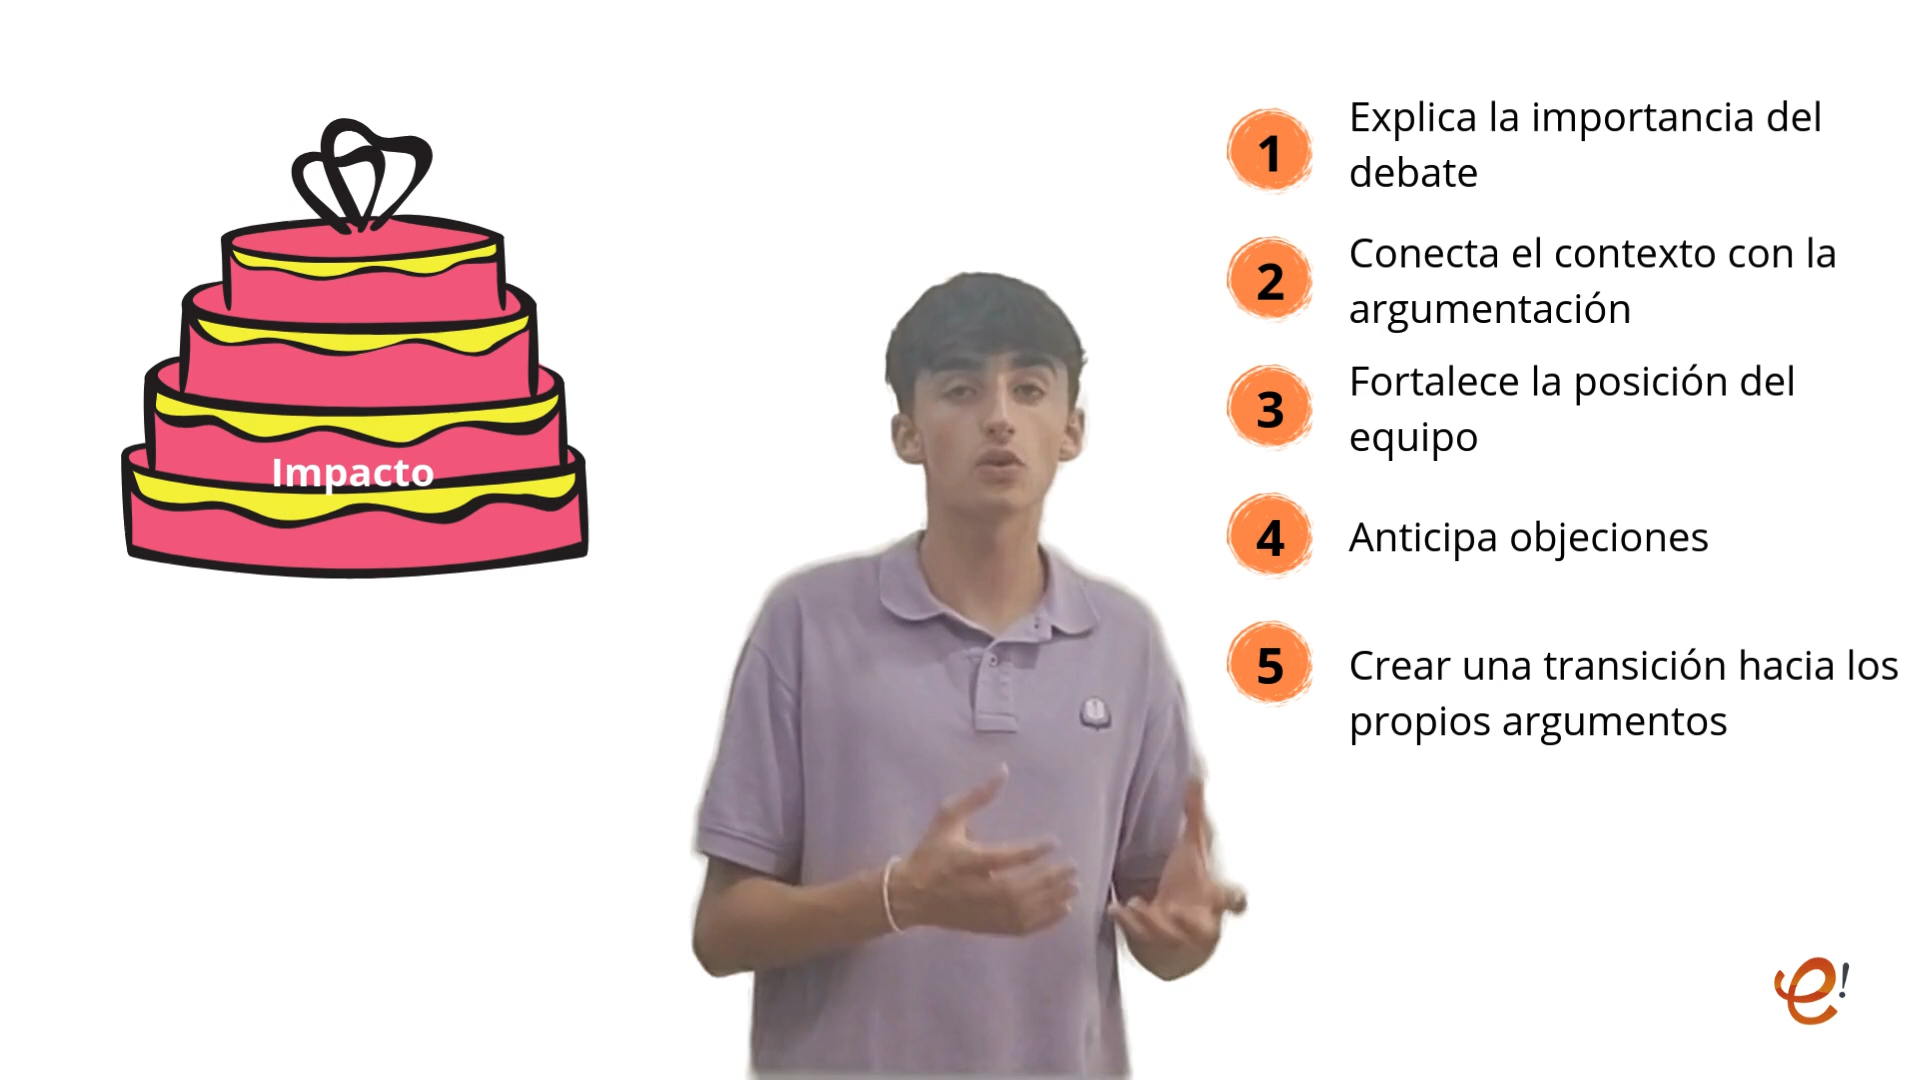 Impacto
1
Explica la importancia del
debate
2
Conecta el contexto con la
argumentación
3
Fortalece la posición del
equipo
4
Anticipa objeciones
5
Crear una transición hacia los
propios argumentos
e!